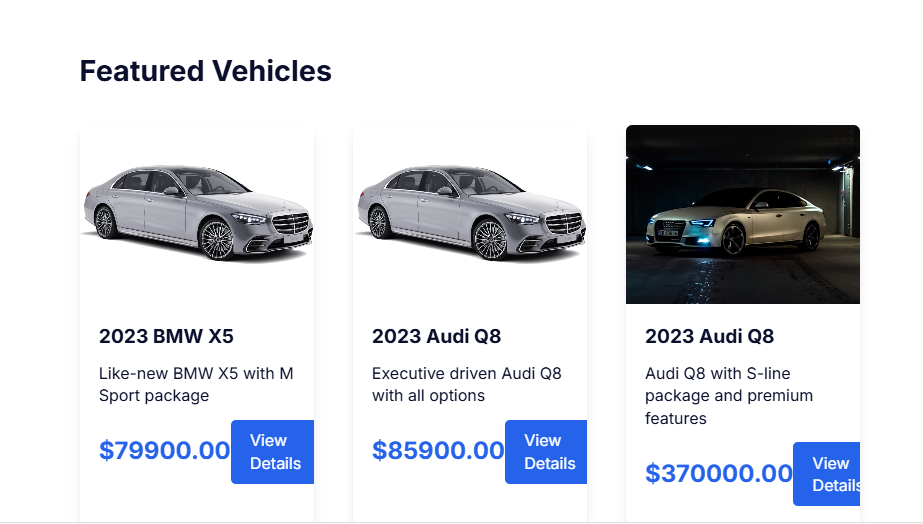 Featured Vehicles
2023 BMW X5
Like-new BMW X5 with M
Sport package
$79900.00
View
Details
2023 Audi Q8
Executive driven Audi Q8
with all options
$85900.00
View
Details
2023 Audi Q8
Audi Q8 with S-line
package and premium
features
$370000.00
View
Details